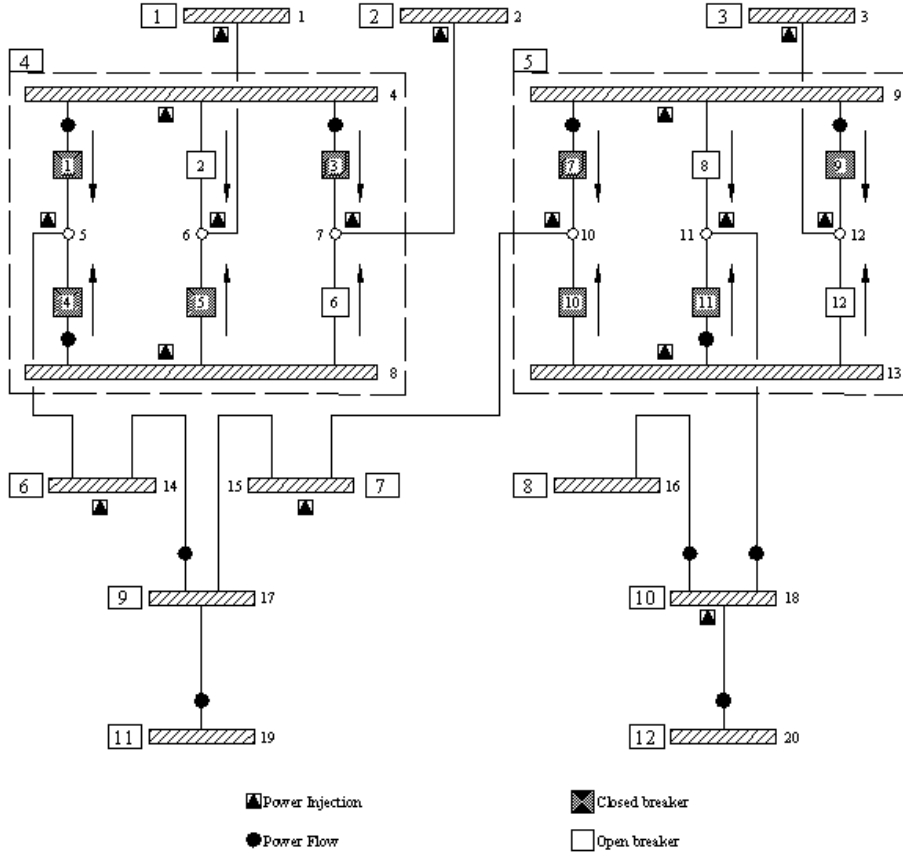 1 1 2 2 3 3
4 5
4 9
1 2 3 7 8 9
5 6 7 10 11 12
4 5 6 10 11 12
8 13
6 14 15 7 8 16
9 17 10 18
11 19 12 20
Power Injection Closed breaker
Power Flow Open breaker